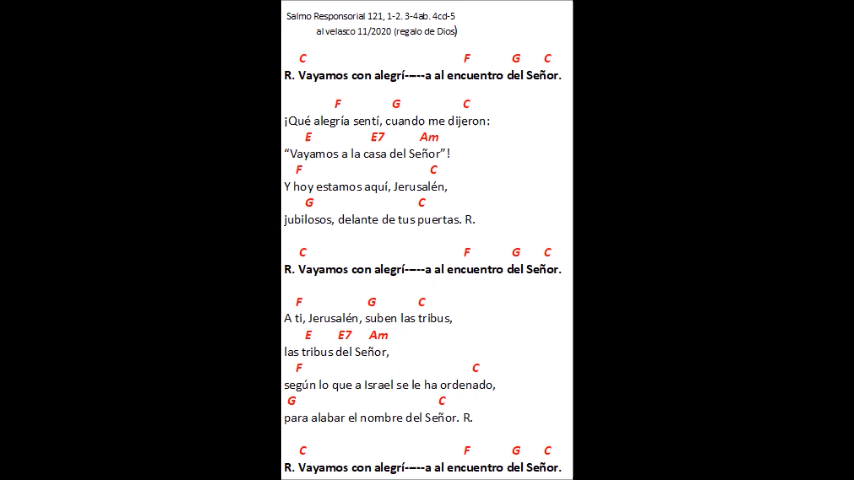 Salmo Responsorial 121, 1-2. 3-4ab. 4cd-5
al velasco 11/2020 (regalo de Dios)
C F G C
R. Vayamos con alegrí-----a al encuentro del Señor.
F G C
¡Qué alegría sentí, cuando me dijeron:
E E7 Am
“Vayamos a la casa del Señor”!
F C
Y hoy estamos aquí, Jerusalén,
G C
jubilosos, delante de tus puertas. R.
C F G C
R. Vayamos con alegrí-----a al encuentro del Señor.
F G C
A ti, Jerusalén, suben las tribus,
E E7 Am
las tribus del Señor,
F C
según lo que a Israel se le ha ordenado,
G C
para alabar el nombre del Señor. R.
C F G C
R. Vayamos con alegrí-----a al encuentro del Señor.